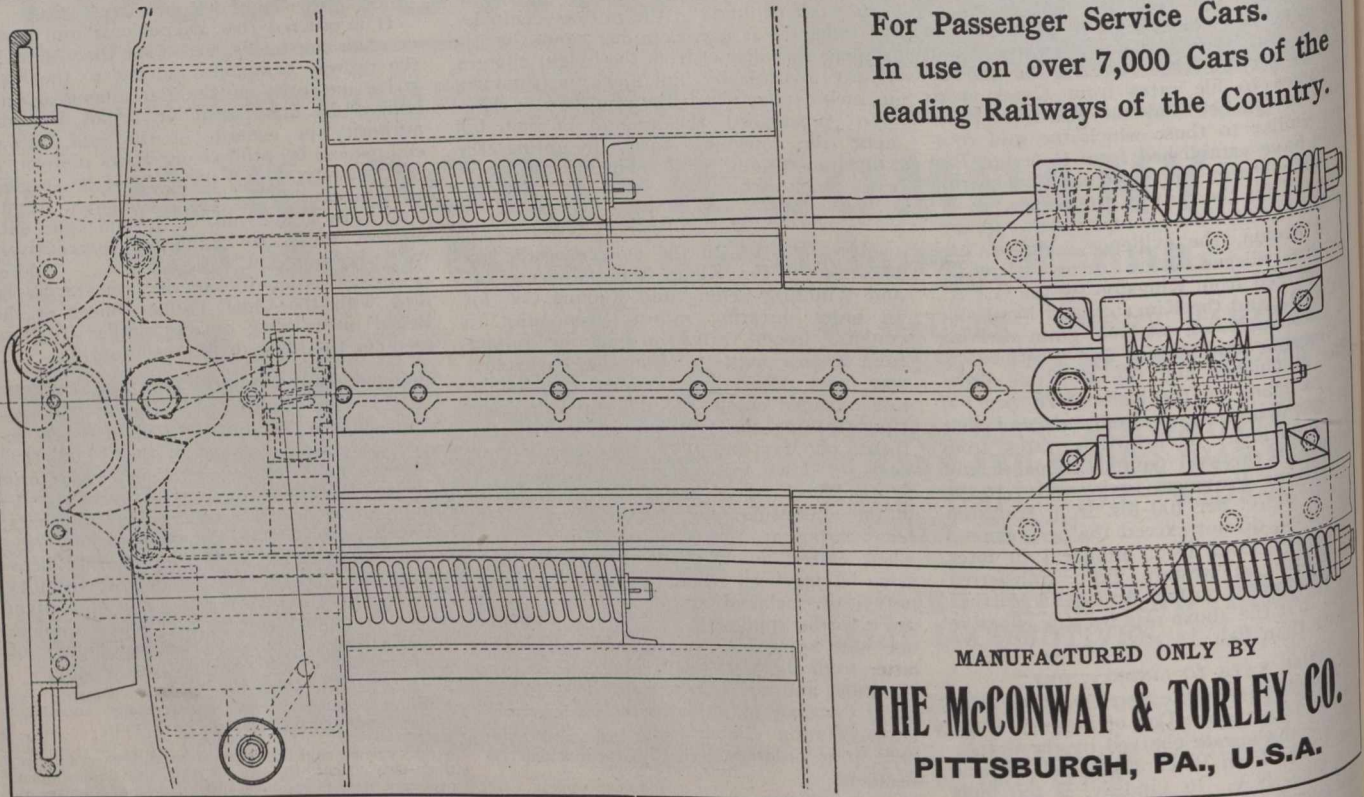 For Passenger Service Cars.
In use on over 7,000 Cars of the
leading Railways of the Country.
MANUFACTURED ONLY BY
THE McCONWAY & TORLEY CO.
PITTSBURGH, PA., U.S.A.